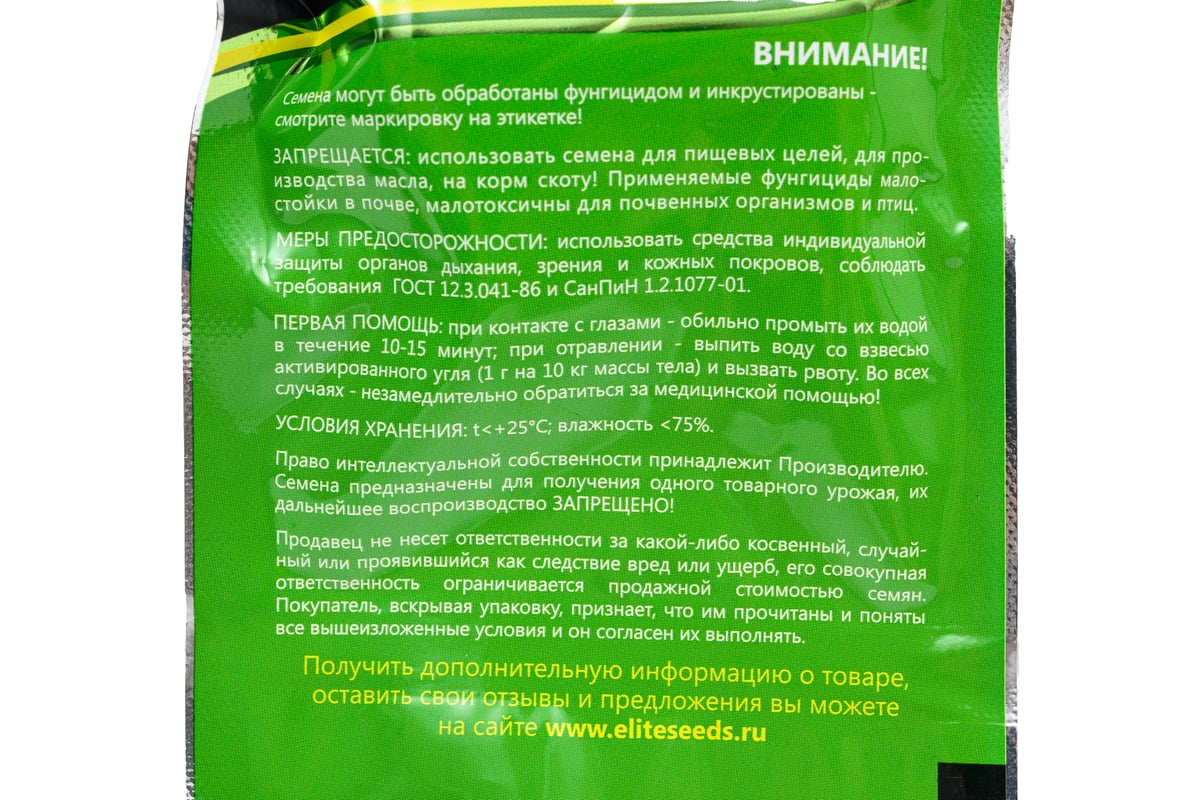 ВНИМАНИЕ!
Семена могут быть обработаны фунгицидом и инкрустированы -
смотрите маркировку на этикетке!
ЗАПРЕЩАЕТСЯ: использовать семена для пищевых целей, для про-
изводства масла, на корм скоту! Применяемые фунгициды мало-
стойки в почве, малотоксичны для почвенных организмов и птиц.
МЕРЫ ПРЕДОСТОРОЖНОСТИ: использовать средства индивидуальной
защиты органов дыхания, зрения и кожных покровов, соблюдать
требования ГОСТ 12.3.041-86 и СанПиН 1.2.1077-01.
ПЕРВАЯ ПОМОЩЬ: при контакте с глазами - обильно промыть их водой
в течение 10-15 минут; при отравлении - выпить воду со взвесью
активированного угля (1 г на 10 кг массы тела) и вызвать рвоту. Во всех
случаях - незамедлительно обратиться за медицинской помощью!
УСЛОВИЯ ХРАНЕНИЯ: t<+25°C; влажность <75%.
Право интеллектуальной собственности принадлежит Производителю.
Семена предназначены для получения одного товарного урожая, их
дальнейшее воспроизводство ЗАПРЕЩЕНО!
Продавец не несет ответственности за какой-либо косвенный, случай-
ный или проявившийся как следствие вред или ущерб, его совокупная
ответственность ограничивается продажной стоимостью семян.
Покупатель, вскрывая упаковку, признает, что им прочитаны и поняты
все вышеизложенные условия и он согласен их выполнять.
Получить дополнительную информацию о товаре,
оставить свои отзывы и предложения вы можете
на сайте www.eliteseeds.ru